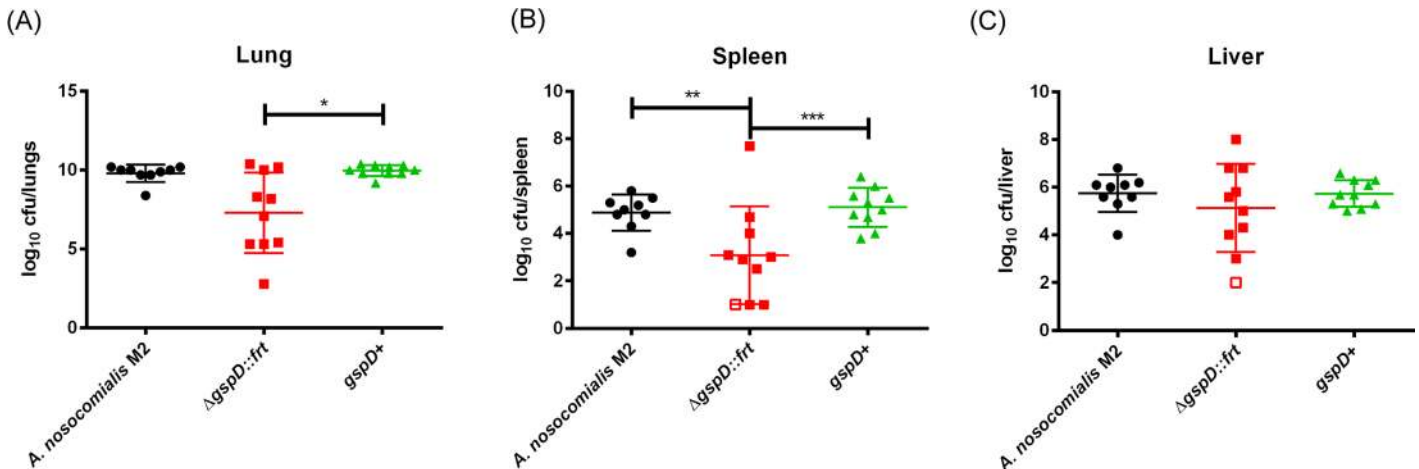 (A)
Lung
log10 cfu/lungs
15
10
5
0
*
A. nosocomialis M2
ΔgspD::frt
gspD+
(B)
Spleen
log10 cfu/spleen
10
8
6
4
2
0
**
***
A. nosocomialis M2
ΔgspD::frt
gspD+
(C)
Liver
log10 cfu/liver
10
8
6
4
2
0
A. nosocomialis M2
ΔgspD::frt
gspD+